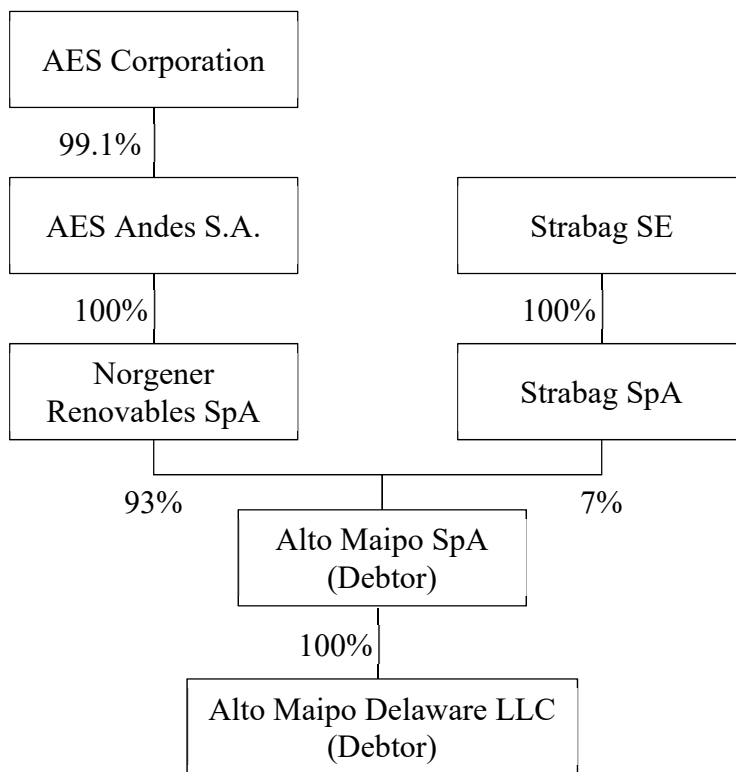 AES Corporation
99.1%
AES Andes S.A.
Strabag SE
100%
100%
Norgener
Renovables SpA
Strabag SpA
93%
7%
Alto Maipo SpA
(Debtor)
100%
Alto Maipo Delaware LLC
(Debtor)